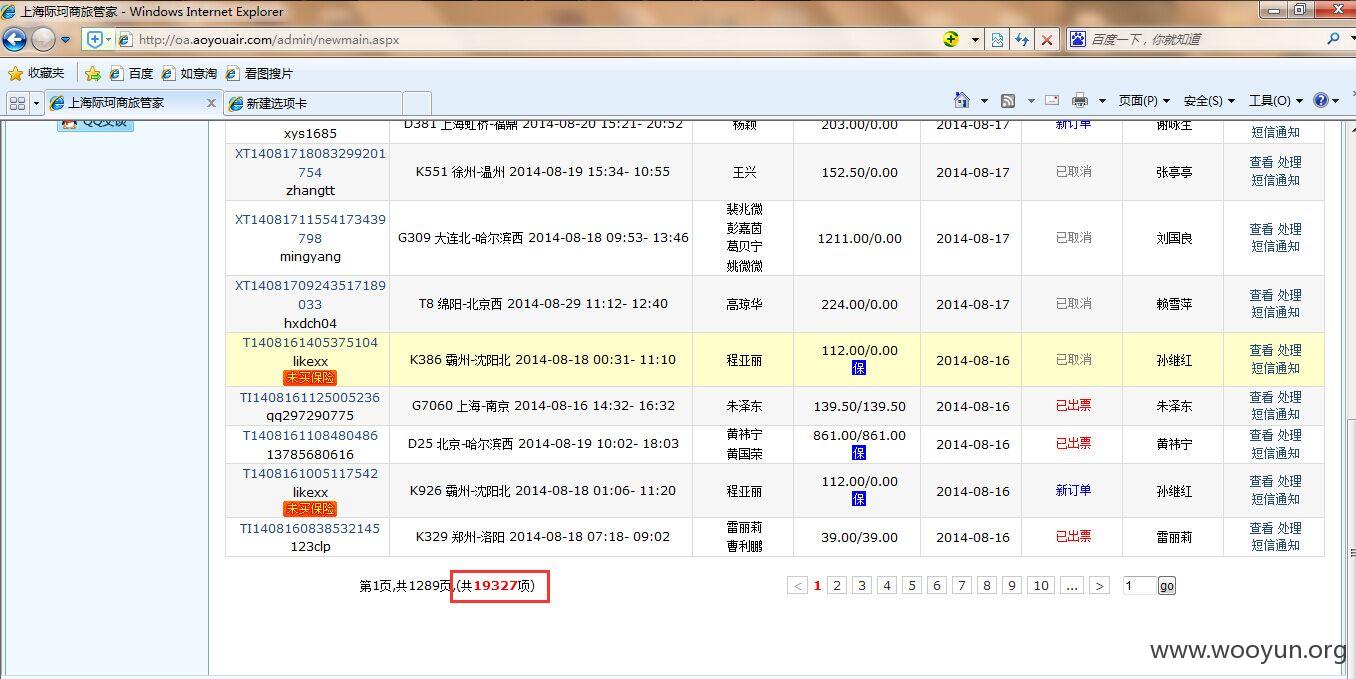 上海际珂商旅管家 - Windows Internet Explorer
http://oa.aoyouair.com/admin/newmain.aspx
百度一下，你就知道
收藏夹 百度 如意淘 看图搜片
上海际珂商旅管家 x 新建选项卡
页面(P) 安全(S) 工具(O)
QQ交谈
xys1685 D381 上海虹桥-福鼎 2014-08-20 15:21- 20:52 杨颖 203.00/0.00 2014-08-17 新订单 谢咏生
短信通知
XT14081718083299201
754
zhangtt
K551 徐州-温州 2014-08-19 15:34- 10:55 王兴 152.50/0.00 2014-08-17 已取消 张亭亭 查看 处理
短信通知
XT14081711554173439
798
mingyang
G309 大连北-哈尔滨西 2014-08-18 09:53- 13:46
裴兆微
彭嘉茵
葛贝宁
姚微微
1211.00/0.00 2014-08-17 已取消 刘国良 查看 处理
短信通知
XT14081709243517189
033
hxdch04
T8 绵阳-北京西 2014-08-29 11:12- 12:40 高琼华 224.00/0.00 2014-08-17 已取消 赖雪萍 查看 处理
短信通知
T1408161405375104
likexx
未买保险
K386 霸州-沈阳北 2014-08-18 00:31- 11:10 程亚丽 112.00/0.00
保
2014-08-16 已取消 孙继红 查看 处理
短信通知
TI1408161125005236
qq297290775
G7060 上海-南京 2014-08-16 14:32- 16:32 朱泽东 139.50/139.50 2014-08-16 已出票 朱泽东 查看 处理
短信通知
T1408161108480486
13785680616
D25 北京-哈尔滨西 2014-08-19 10:02- 18:03
黄祎宁
黄国荣
861.00/861.00
保
2014-08-16 已出票 黄祎宁 查看 处理
短信通知
T1408161005117542
likexx
未买保险
K926 霸州-沈阳北 2014-08-18 01:06- 11:20 程亚丽 112.00/0.00
保
2014-08-16 新订单 孙继红 查看 处理
短信通知
TI1408160838532145
123clp
K329 郑州-洛阳 2014-08-18 07:18- 09:02
雷丽莉
曹利鹏
39.00/39.00 2014-08-16 已出票 雷丽莉 查看 处理
短信通知
第1页,共1289页,(共19327项) < 1 2 3 4 5 6 7 8 9 10 ... > 1 go
www.wooyun.org